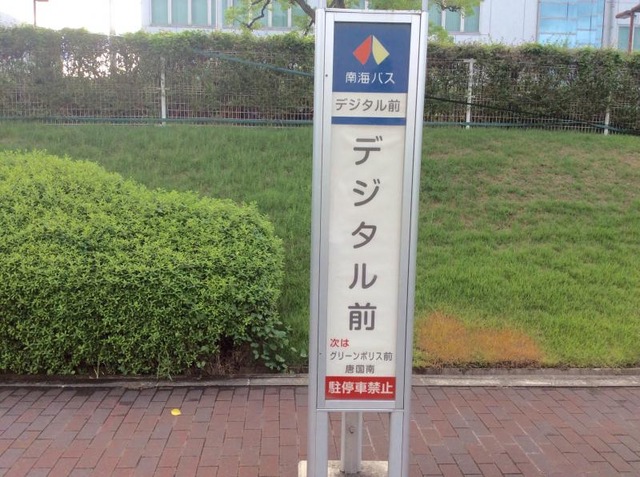 南海バス
デジタル前
デジタル前
次は
グリーンポリス前
唐国南
駐停車禁止